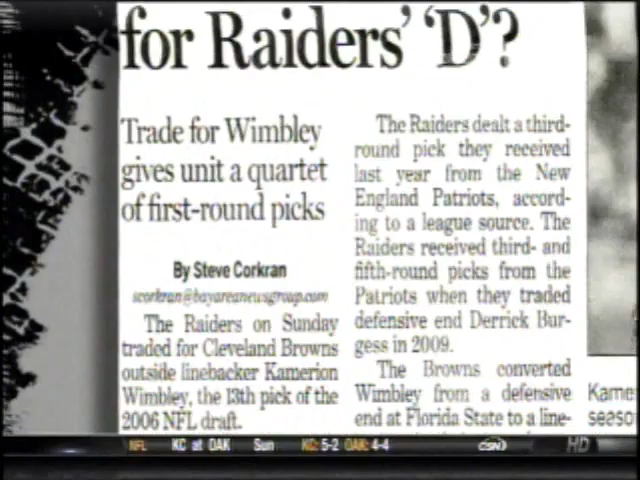 for Raiders' 'D'?
Trade for Wimbley
gives unit a quartet
of first-round picks
By Steve Corkran
scorkran@bayareanewsgroup.com
The Raiders on Sunday
traded for Cleveland Browns
outside linebacker Kamerion
Wimbley, the 13th pick of the
2006 NFL draft.
The Raiders dealt a third-
round pick they received
last year from the New
England Patriots, accord-
ing to a league source. The
Raiders received third- and
fifth-round picks from the
Patriots when they traded
defensive end Derrick Bur-
gess in 2009.
The Browns converted
Wimbley from a defensive
end at Florida State to a line-
Kame
seaso
NFL KC at OAK Sun KC: 5-2 OAK: 4-4 CSN HD